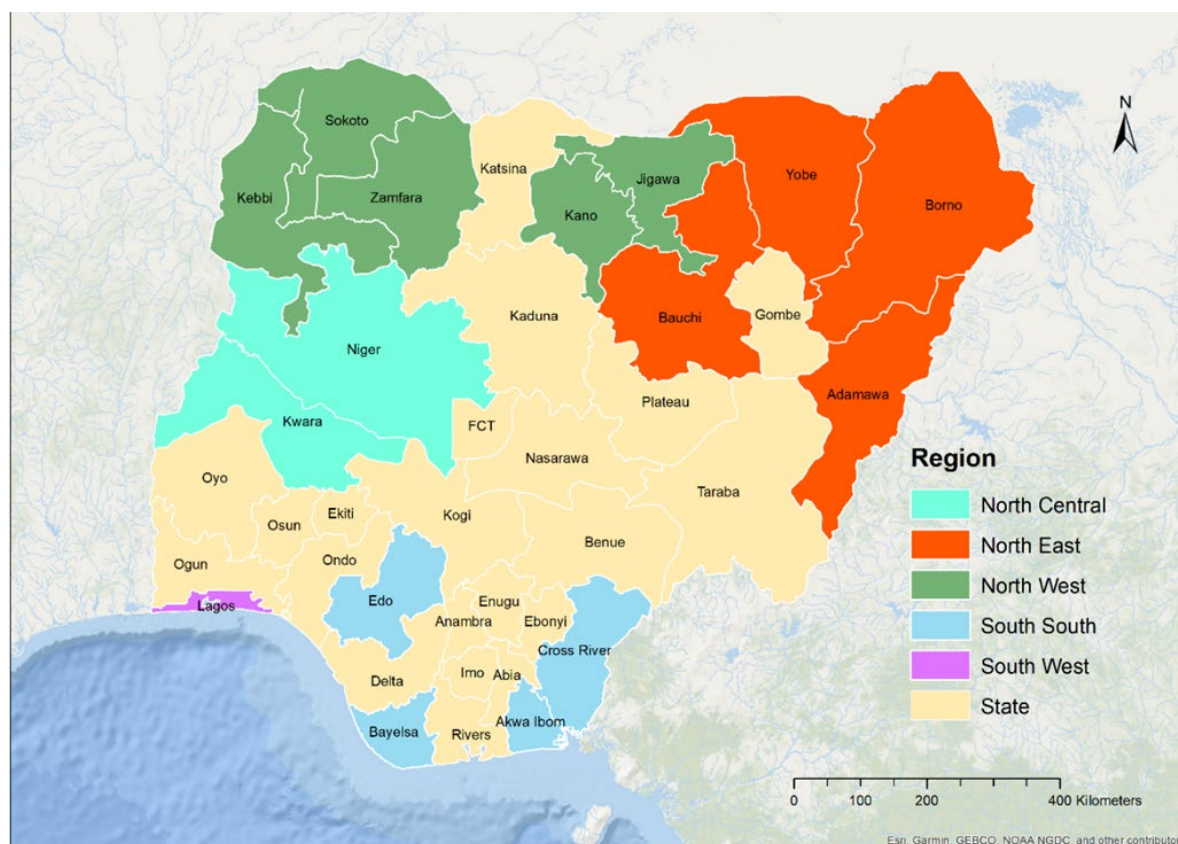 N
Sokoto
Katsina
Yobe
Jigawa
Kebbi
Zamfara
Borno
Kano
Kaduna
Bauchi
Gombe
Niger
Adamawa
Plateau
Kwara
FCT
Nasarawa
Oyo
Taraba
Ekiti
Kogi
Osun
Benue
Ondo
Ogun
Edo
Enugu
Lagos
Anambra
Ebonyi
Cross River
Imo
Abia
Delta
Akwa Ibom
Bayelsa
Rivers
Region
North Central
North East
North West
South South
South West
State
0 100 200 400 Kilometers
Esri, Garmin, GEBCO, NOAA NGDC, and other contributor